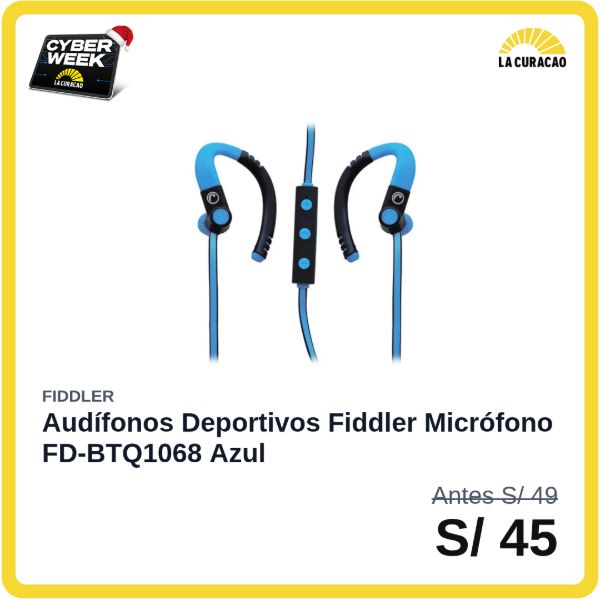 CYBER
WEEK
LA CURACAO
LA CURACAO
FIDDLER
Audífonos Deportivos Fiddler Micrófono
FD-BTQ1068 Azul
Antes S/ 49
S/ 45